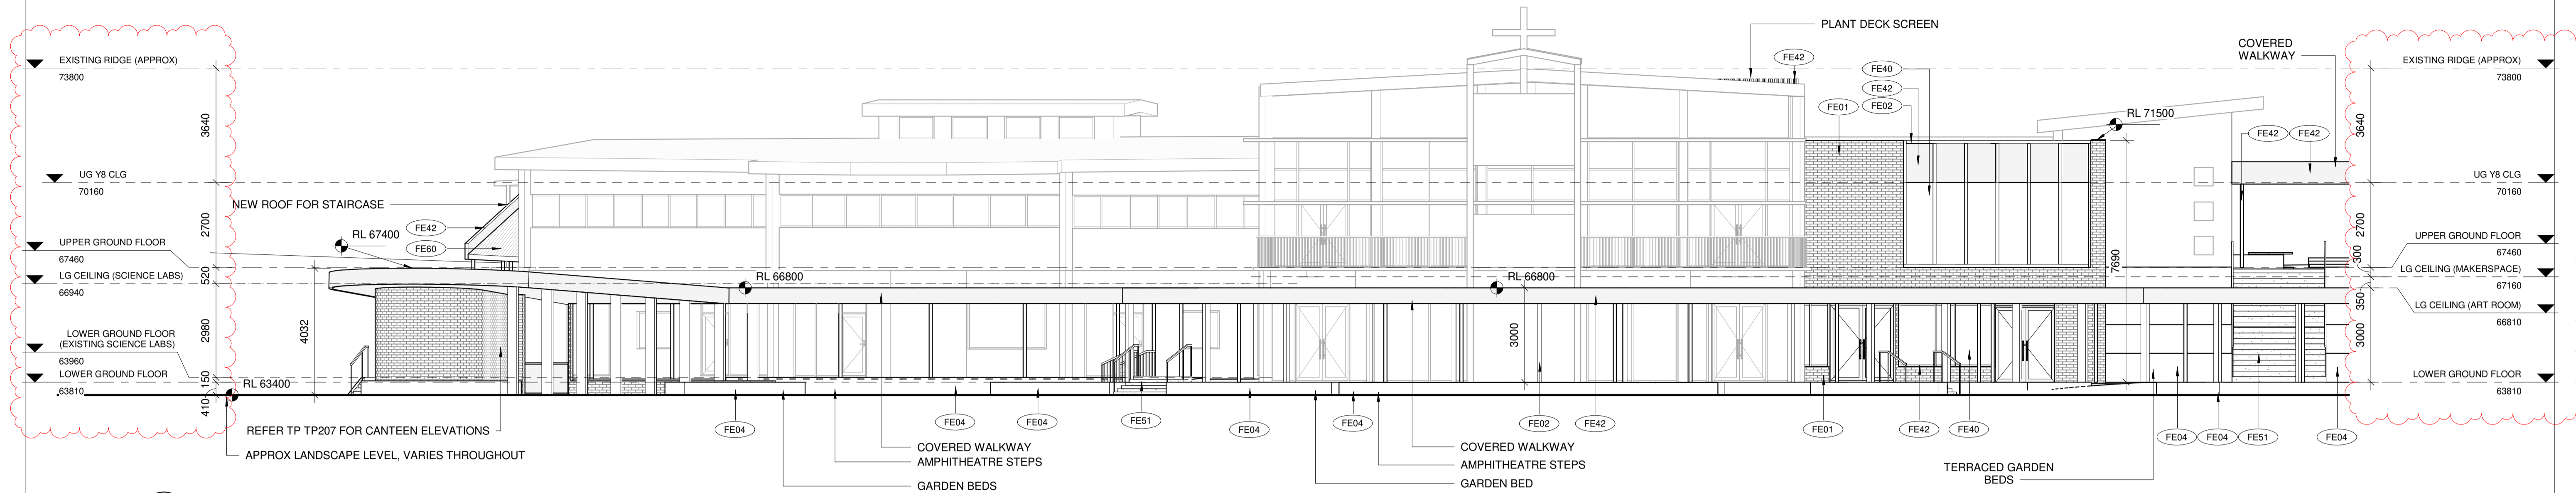 EXISTING RIDGE (APPROX)
73800
3640
UG Y8 CLG
70160
NEW ROOF FOR STAIRCASE
2700
FE42
FE60
RL 67400
UPPER GROUND FLOOR
67460
520
LG CEILING (SCIENCE LABS)
66940
2980
4032
LOWER GROUND FLOOR
(EXISTING SCIENCE LABS)
63960
150
LOWER GROUND FLOOR
63810
410
RL 63400
REFER TP TP207 FOR CANTEEN ELEVATIONS
APPROX LANDSCAPE LEVEL, VARIES THROUGHOUT
RL 66800
FE04
FE04
FE04
FE51
FE04
FE04
COVERED WALKWAY
AMPHITHEATRE STEPS
GARDEN BEDS
RL 66800
3000
FE02
FE42
COVERED WALKWAY
AMPHITHEATRE STEPS
GARDEN BED
PLANT DECK SCREEN
FE42
FE01
FE40
FE42
FE02
RL 71500
7690
FE01
FE42
FE40
TERRACED GARDEN
BEDS
FE04
FE04
FE51
FE04
COVERED
WALKWAY
FE42
FE42
EXISTING RIDGE (APPROX)
73800
3640
UG Y8 CLG
70160
2700
UPPER GROUND FLOOR
67460
300
LG CEILING (MAKERSPACE)
67160
350
LG CEILING (ART ROOM)
66810
3000
LOWER GROUND FLOOR
63810